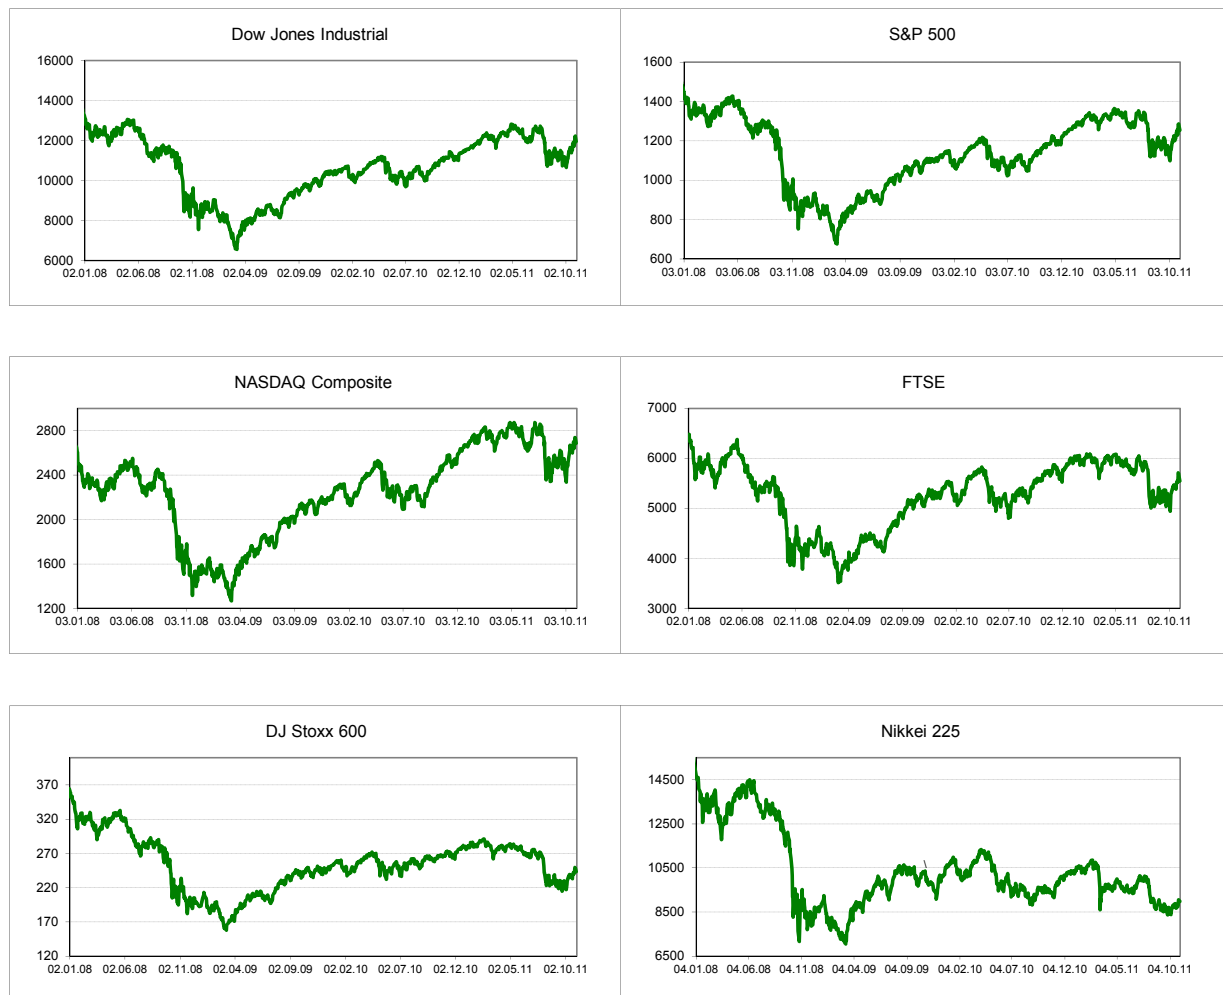 Dow Jones Industrial
16000
14000
12000
10000
8000
6000
02.01.08 02.06.08 02.11.08 02.04.09 02.09.09 02.02.10 02.07.10 02.12.10 02.05.11 02.10.11
S&P 500
1600
1400
1200
1000
800
600
03.01.08 03.06.08 03.11.08 03.04.09 03.09.09 03.02.10 03.07.10 03.12.10 03.05.11 03.10.11
NASDAQ Composite
2800
2400
2000
1600
1200
03.01.08 03.06.08 03.11.08 03.04.09 03.09.09 03.02.10 03.07.10 03.12.10 03.05.11 03.10.11
FTSE
7000
6000
5000
4000
3000
02.01.08 02.06.08 02.11.08 02.04.09 02.09.09 02.02.10 02.07.10 02.12.10 02.05.11 02.10.11
DJ Stoxx 600
370
320
270
220
170
120
02.01.08 02.06.08 02.11.08 02.04.09 02.09.09 02.02.10 02.07.10 02.12.10 02.05.11 02.10.11
Nikkei 225
14500
12500
10500
8500
6500
04.01.08 04.06.08 04.11.08 04.04.09 04.09.09 04.02.10 04.07.10 04.12.10 04.05.11 04.10.11